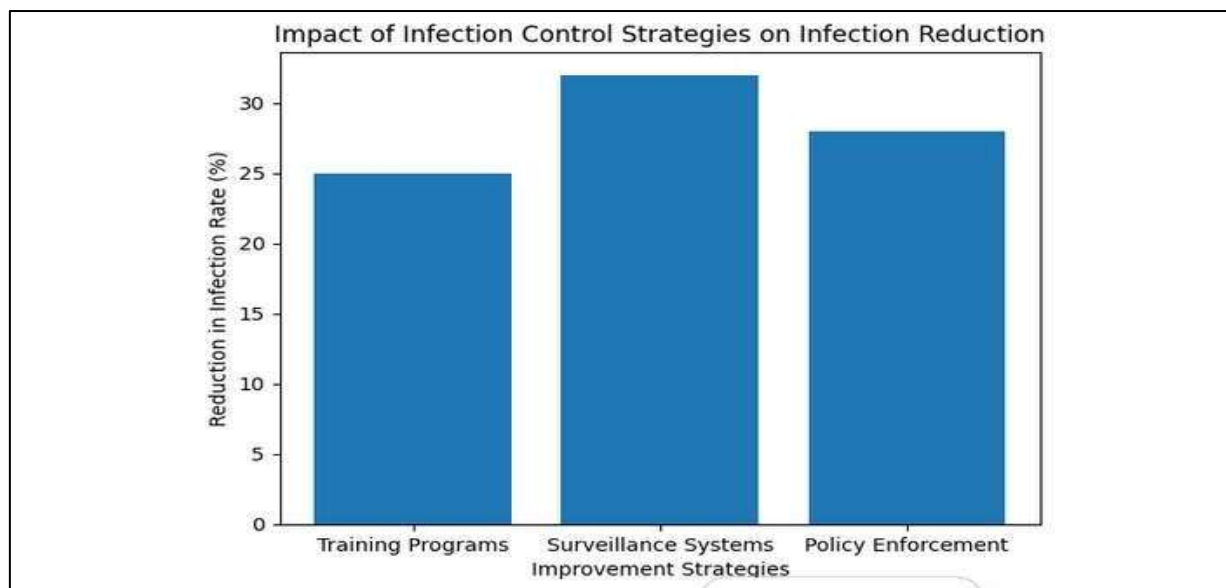 Impact of Infection Control Strategies on Infection Reduction
Reduction in Infection Rate (%)
30
25
20
15
10
5
0
Training Programs Surveillance Systems Policy Enforcement
Improvement Strategies